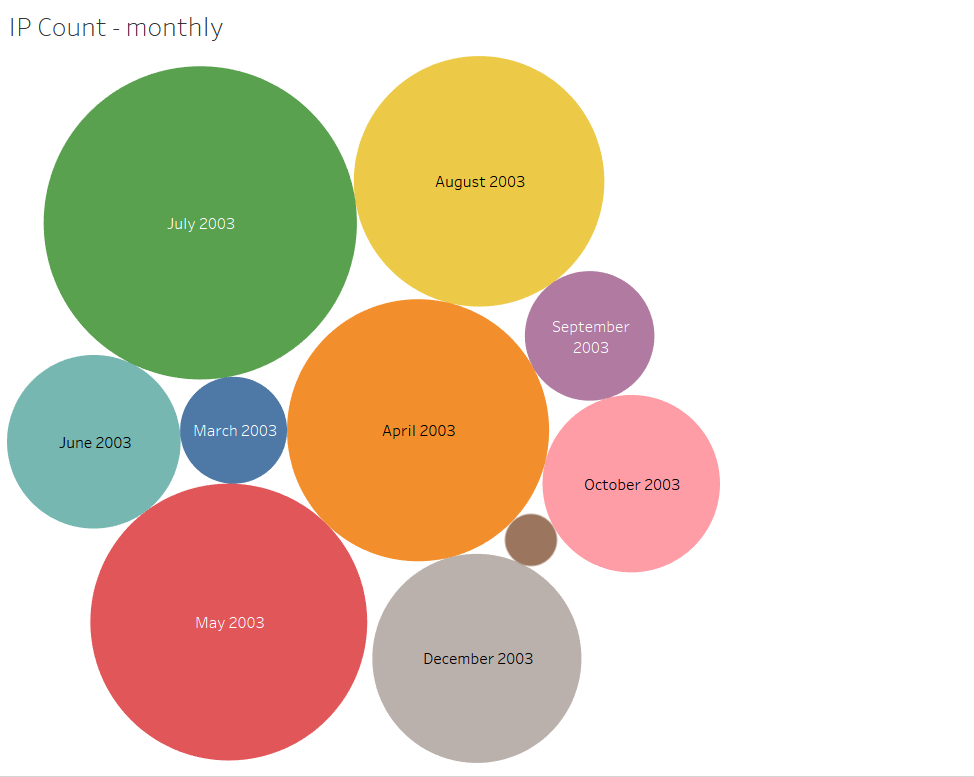 IP Count - monthly
August 2003
July 2003
September
2003
March 2003
April 2003
June 2003
October 2003
May 2003
December 2003